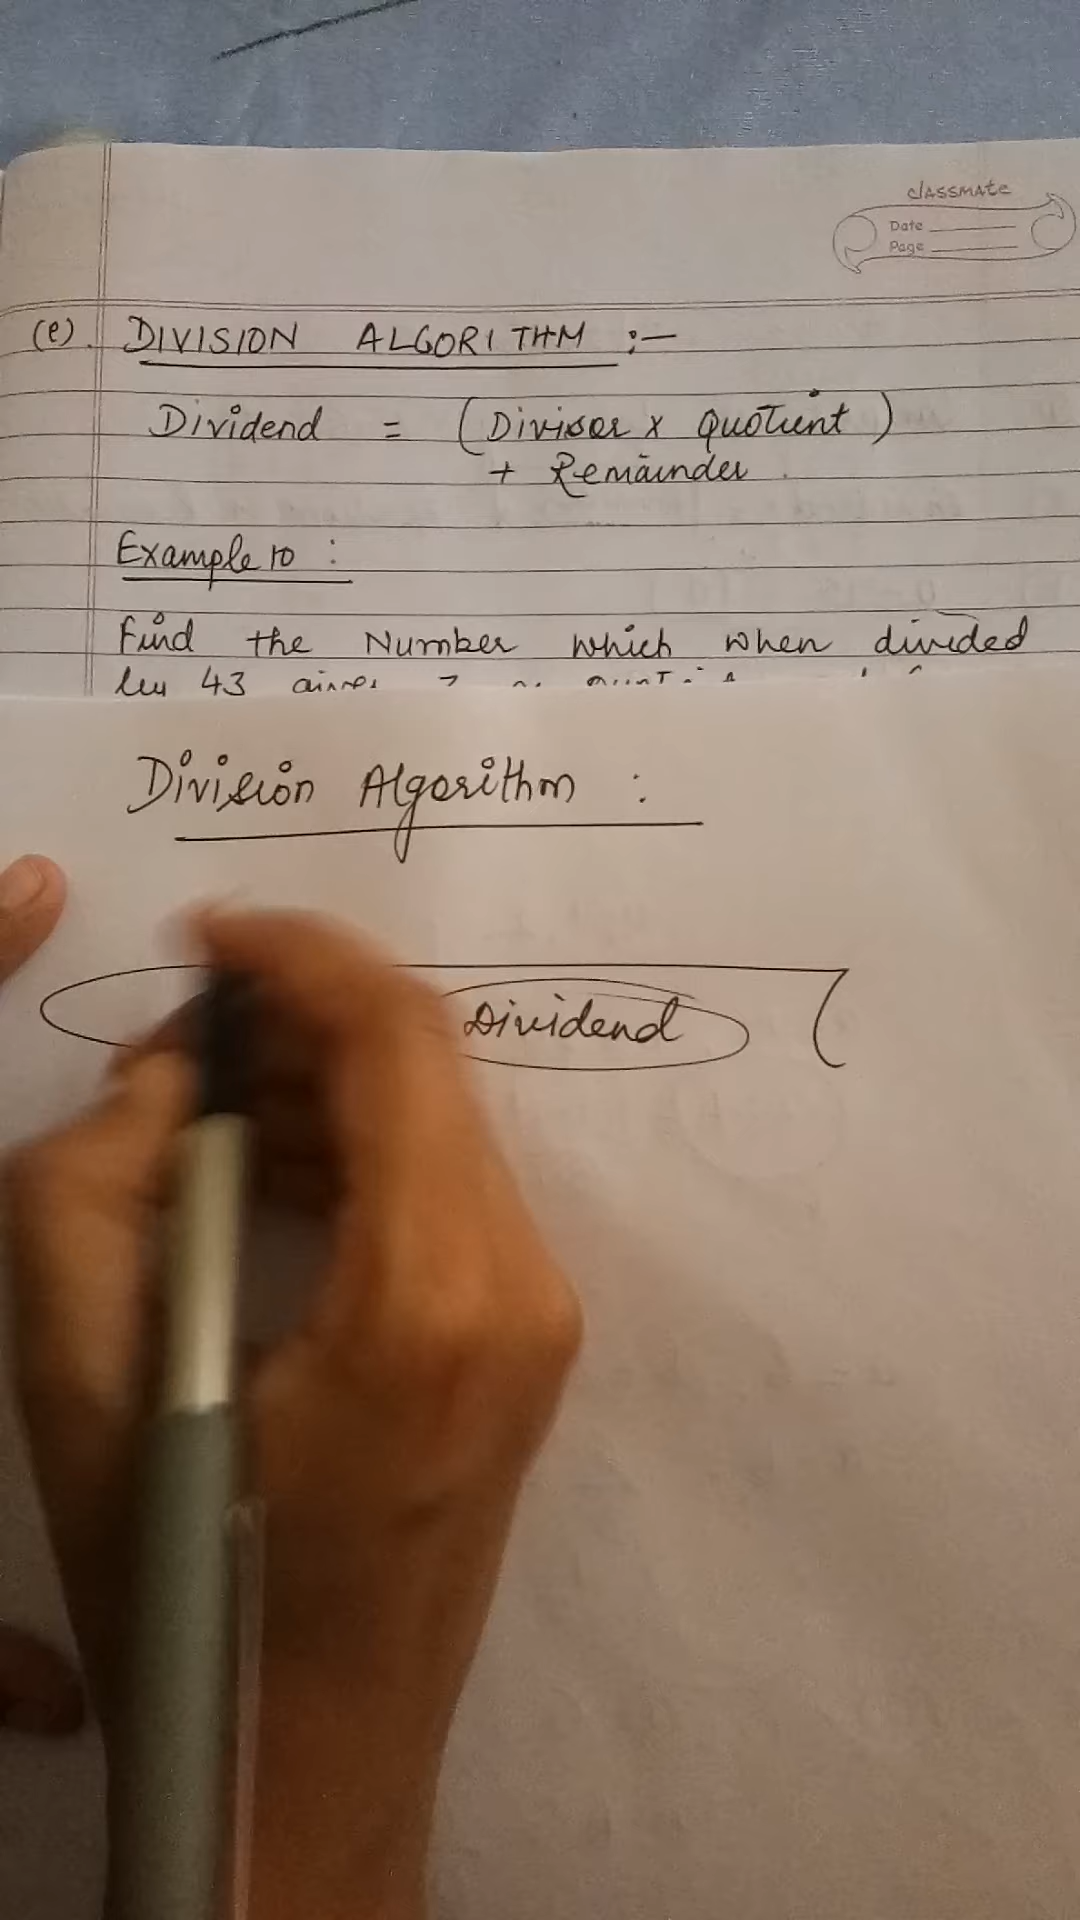 classmate
Date
Page
(e). DIVISION ALGORITHM :-
Dividend = (Divisor x Quotient)
+ Remainder.
Example 10 :
Find the Number which when divided
43
Division Algorithm :
Dividend